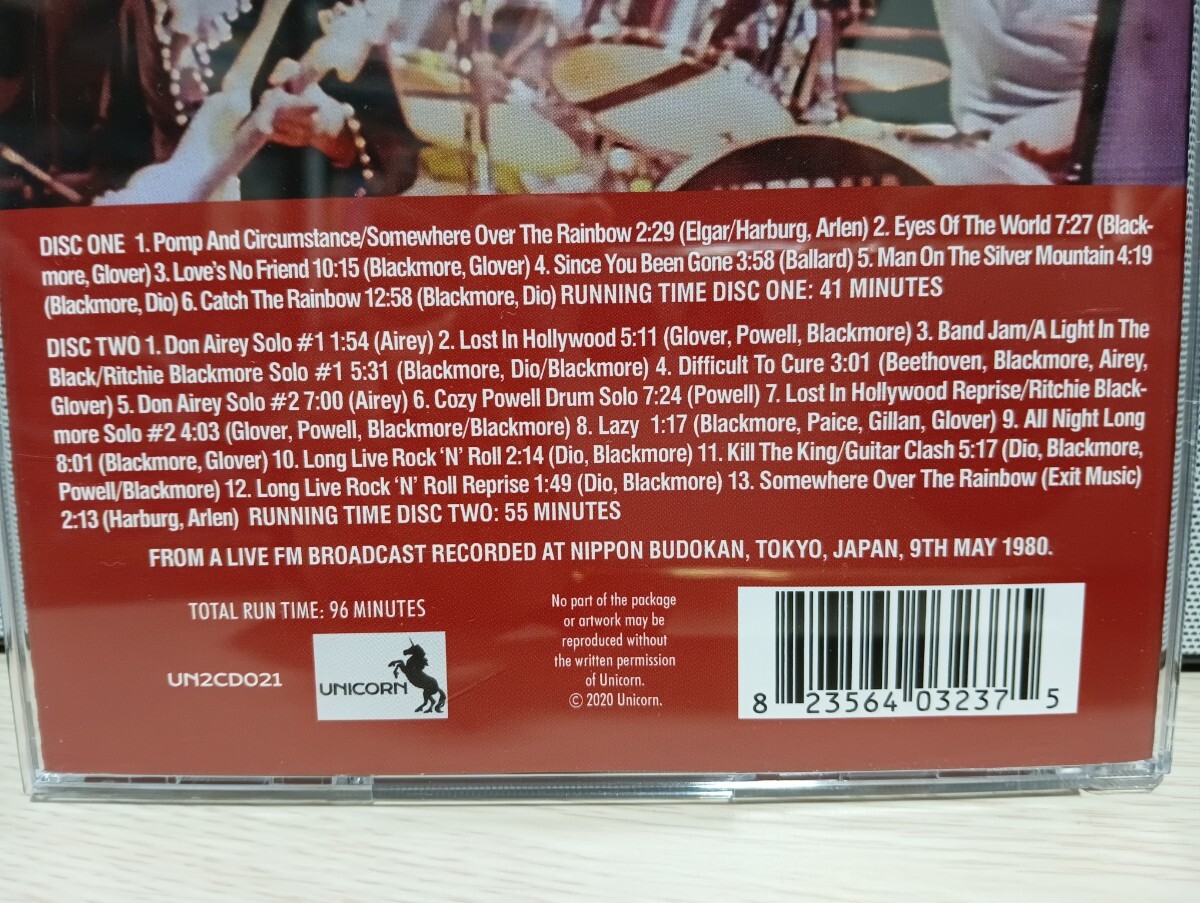 DISC ONE 1. Pomp And Circumstance/Somewhere Over The Rainbow 2:29 (Elgar/Harburg, Arlen) 2. Eyes Of The World 7:27 (Black-
more, Glover) 3. Love's No Friend 10:15 (Blackmore, Glover) 4. Since You Been Gone 3:58 (Ballard) 5. Man On The Silver Mountain 4:19
(Blackmore, Dio) 6. Catch The Rainbow 12:58 (Blackmore, Dio) RUNNING TIME DISC ONE: 41 MINUTES
DISC TWO 1. Don Airey Solo #1 1:54 (Airey) 2. Lost In Hollywood 5:11 (Glover, Powell, Blackmore) 3. Band Jam/A Light In The
Black/Ritchie Blackmore Solo #1 5:31 (Blackmore, Dio/Blackmore) 4. Difficult To Cure 3:01 (Beethoven, Blackmore, Airey,
Glover) 5. Don Airey Solo #2 7:00 (Airey) 6. Cozy Powell Drum Solo 7:24 (Powell) 7. Lost In Hollywood Reprise/Ritchie Black-
more Solo #2 4:03 (Glover, Powell, Blackmore/Blackmore) 8. Lazy 1:17 (Blackmore, Paice, Gillan, Glover) 9. All Night Long
8:01 (Blackmore, Glover) 10. Long Live Rock 'N' Roll 2:14 (Dio, Blackmore) 11. Kill The King/Guitar Clash 5:17 (Dio, Blackmore,
Powell/Blackmore) 12. Long Live Rock 'N' Roll Reprise 1:49 (Dio, Blackmore) 13. Somewhere Over The Rainbow (Exit Music)
2:13 (Harburg, Arlen) RUNNING TIME DISC TWO: 55 MINUTES
FROM A LIVE FM BROADCAST RECORDED AT NIPPON BUDOKAN, TOKYO, JAPAN, 9TH MAY 1980.
TOTAL RUN TIME: 96 MINUTES
UN2CD021
UNICORN
No part of the package
or artwork may be
reproduced without
the written permission
of Unicorn.
© 2020 Unicorn.
8 23564 03237 5